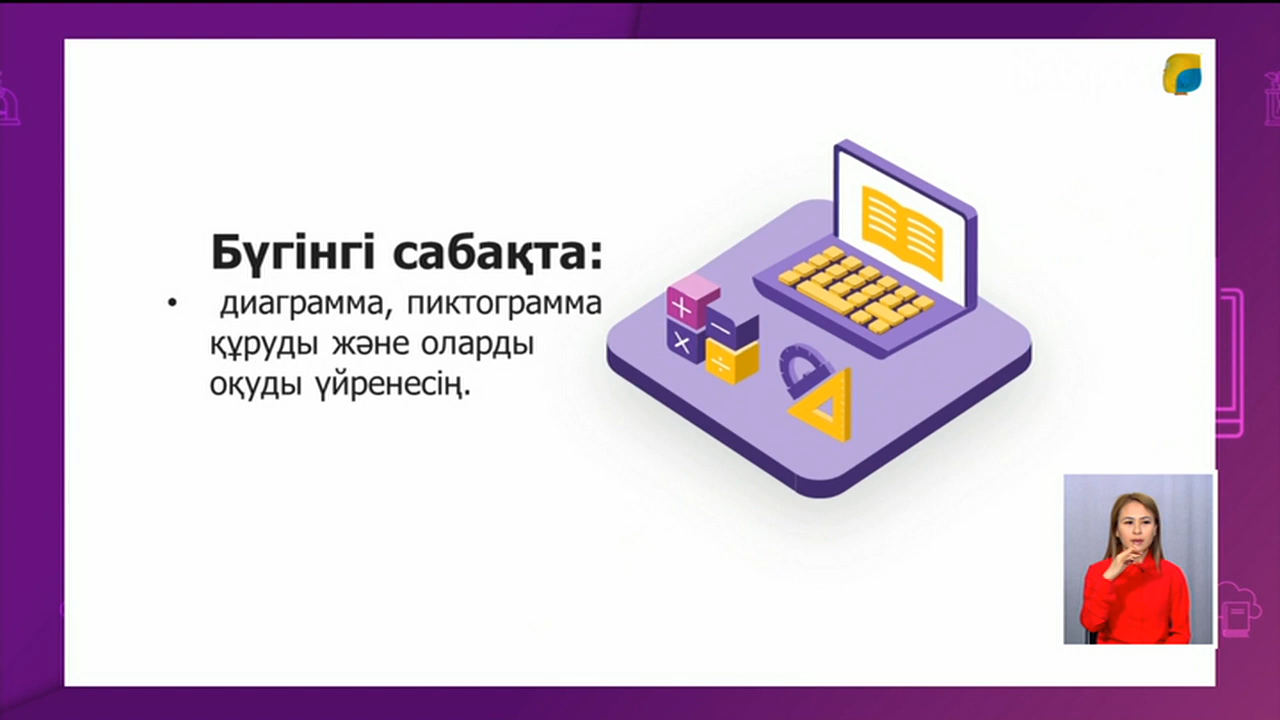 Бүгінгі сабақта:
• диаграмма, пиктограмма
құруды және оларды
оқуды үйренесің.